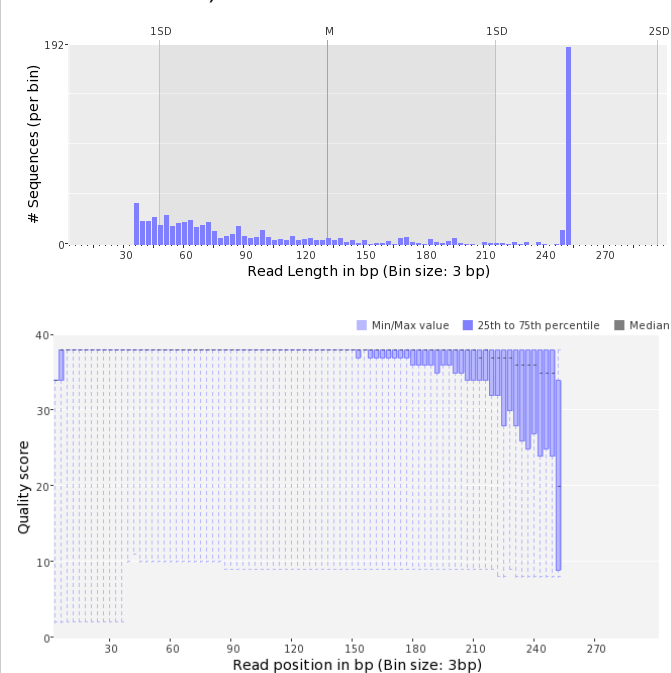 1SD M 1SD 2SD
192
# Sequences (per bin)
0
30 60 90 120 150 180 210 240 270
Read Length in bp (Bin size: 3 bp)
Min/Max value 25th to 75th percentile Median
40
30
20
10
0
Quality score
30 60 90 120 150 180 210 240 270
Read position in bp (Bin size: 3bp)